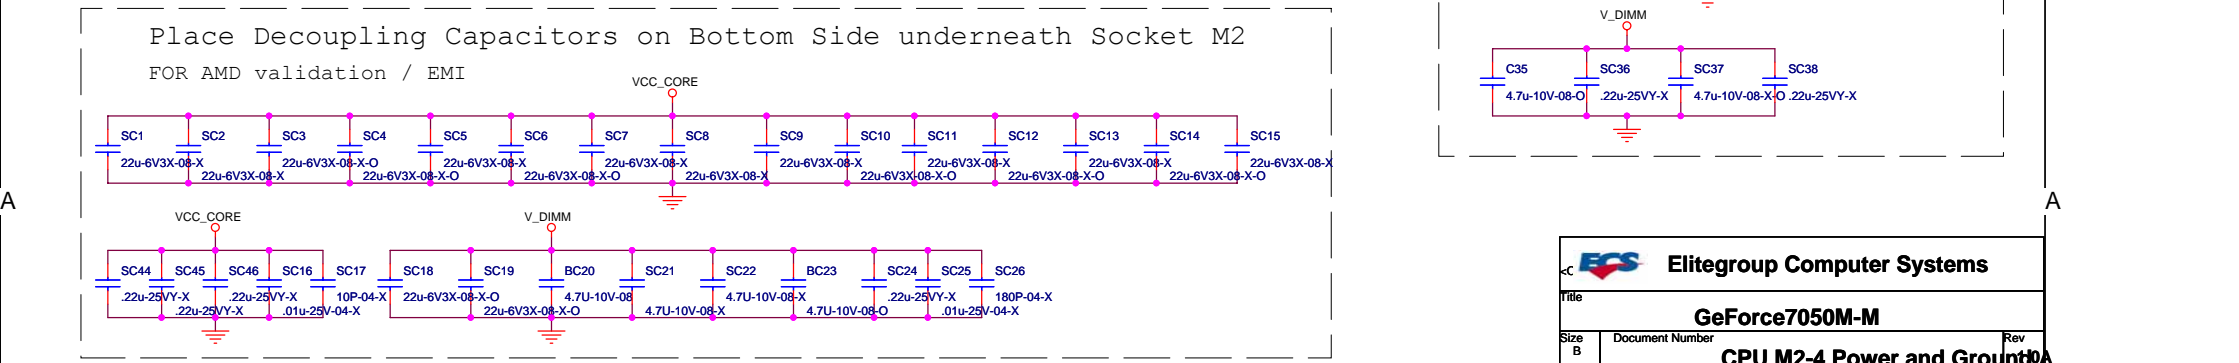 Place Decoupling Capacitors on Bottom Side underneath Socket M2
FOR AMD validation / EMI
VCC_CORE
SC1 SC2 SC3 SC4 SC5 SC6 SC7 SC8 SC9 SC10 SC11 SC12 SC13 SC14 SC15
22u-6V3X-08-X 22u-6V3X-08-X-O 22u-6V3X-08-X 22u-6V3X-08-X 22u-6V3X-08-X 22u-6V3X-08-X 22u-6V3X-08-X 22u-6V3X-08-X
22u-6V3X-08-X 22u-6V3X-08-X-O 22u-6V3X-08-X-O 22u-6V3X-08-X 22u-6V3X-08-X-O 22u-6V3X-08-X-O 22u-6V3X-08-X-O
A
VCC_CORE
SC44 SC45 SC46 SC16 SC17
.22u-25VY-X .22u-25VY-X 10P-04-X
.22u-25VY-X .01u-25V-04-X
V_DIMM
SC18 SC19 BC20 SC21 SC22 BC23 SC24 SC25 SC26
22u-6V3X-08-X-O 4.7U-10V-08 4.7U-10V-08-X .22u-25VY-X 180P-04-X
22u-6V3X-08-X-O 4.7U-10V-08-X 4.7U-10V-08-O .01u-25V-04-X
V_DIMM
C35 SC36 SC37 SC38
4.7u-10V-08-O .22u-25VY-X 4.7u-10V-08-X-O .22u-25VY-X
A
<C
ECS
Elitegroup Computer Systems
Title
GeForce7050M-M
Size
B
Document Number
CPU M2-4 Power and Ground
Rev